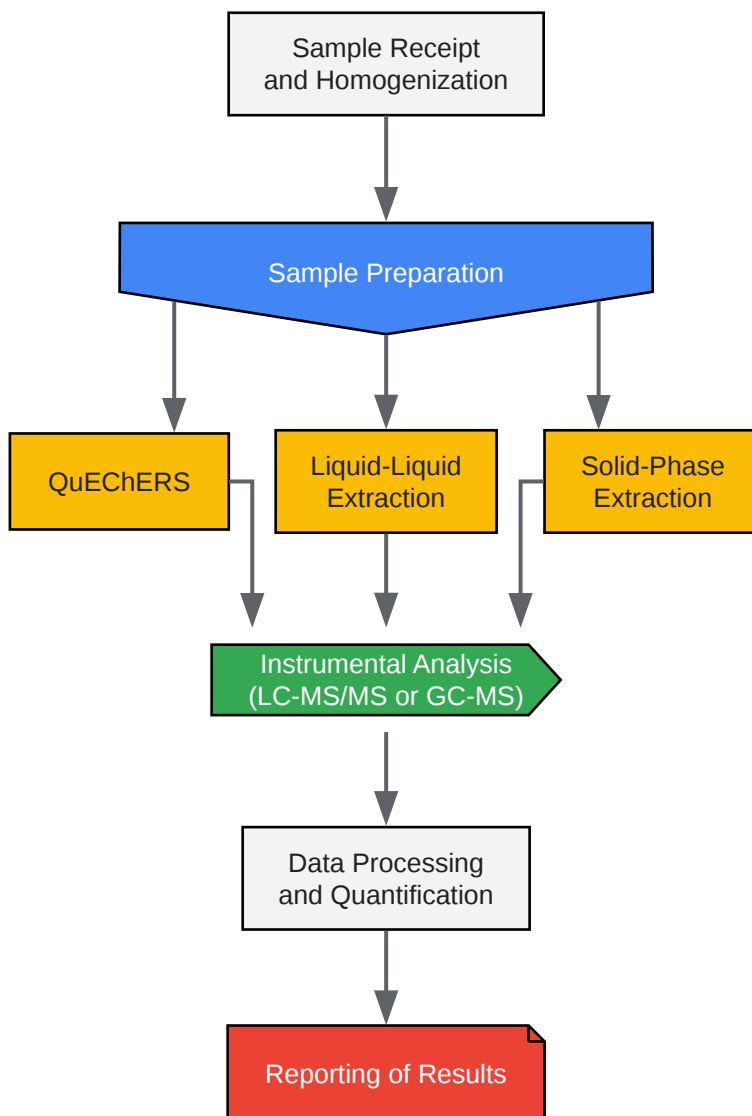 Sample Receipt
and Homogenization
Sample Preparation
QuEChERS
Liquid-Liquid
Extraction
Solid-Phase
Extraction
Instrumental Analysis
(LC-MS/MS or GC-MS)
Data Processing
and Quantification
Reporting of Results